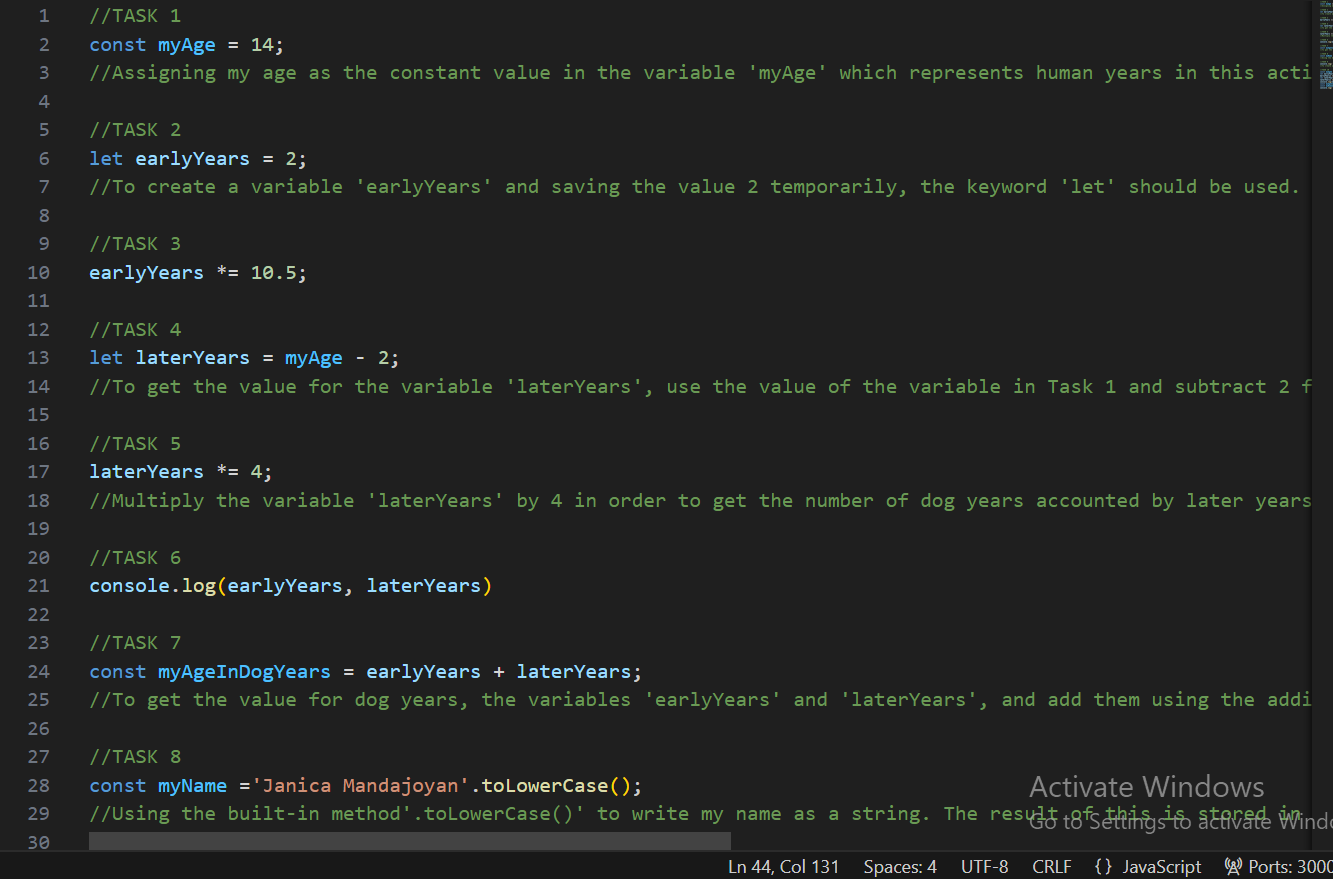 1 //TASK 1
2 const myAge = 14;
3 //Assigning my age as the constant value in the variable 'myAge' which represents human years in this acti
4
5 //TASK 2
6 let earlyYears = 2;
7 //To create a variable 'earlyYears' and saving the value 2 temporarily, the keyword 'let' should be used.
8
9 //TASK 3
10 earlyYears *= 10.5;
11
12 //TASK 4
13 let laterYears = myAge - 2;
14 //To get the value for the variable 'laterYears', use the value of the variable in Task 1 and subtract 2 f
15
16 //TASK 5
17 laterYears *= 4;
18 //Multiply the variable 'laterYears' by 4 in order to get the number of dog years accounted by later years
19
20 //TASK 6
21 console.log(earlyYears, laterYears)
22
23 //TASK 7
24 const myAgeInDogYears = earlyYears + laterYears;
25 //To get the value for dog years, the variables 'earlyYears' and 'laterYears', and add them using the addi
26
27 //TASK 8
28 const myName ='Janica Mandajoyan'.toLowerCase();
29 //Using the built-in method'.toLowerCase()' to write my name as a string. The result of this is stored in
30
Activate Windows
Go to Settings to activate Windo
Ln 44, Col 131 Spaces: 4 UTF-8 CRLF {} JavaScript Ports: 3000